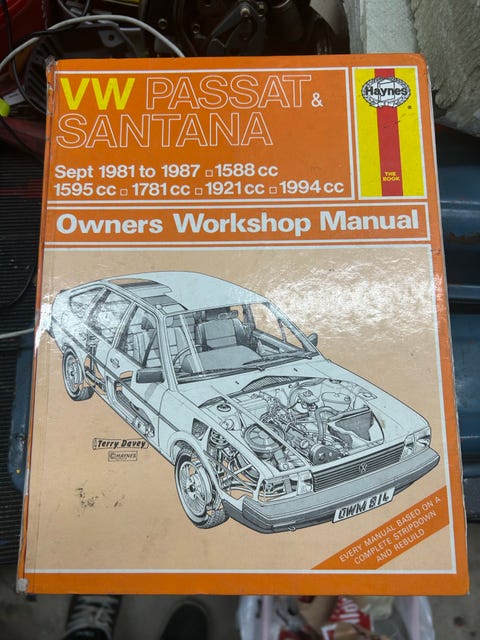 VW PASSAT &
SANTANA
Haynes
®
THE
BOOK
Sept 1981 to 1987 □ 1588 cc
1595 cc □ 1781 cc □ 1921 cc □ 1994 cc
Owners Workshop Manual
Terry Davey
© HAYNES
OWM 814
EVERY MANUAL BASED ON A
COMPLETE STRIPDOWN
AND REBUILD